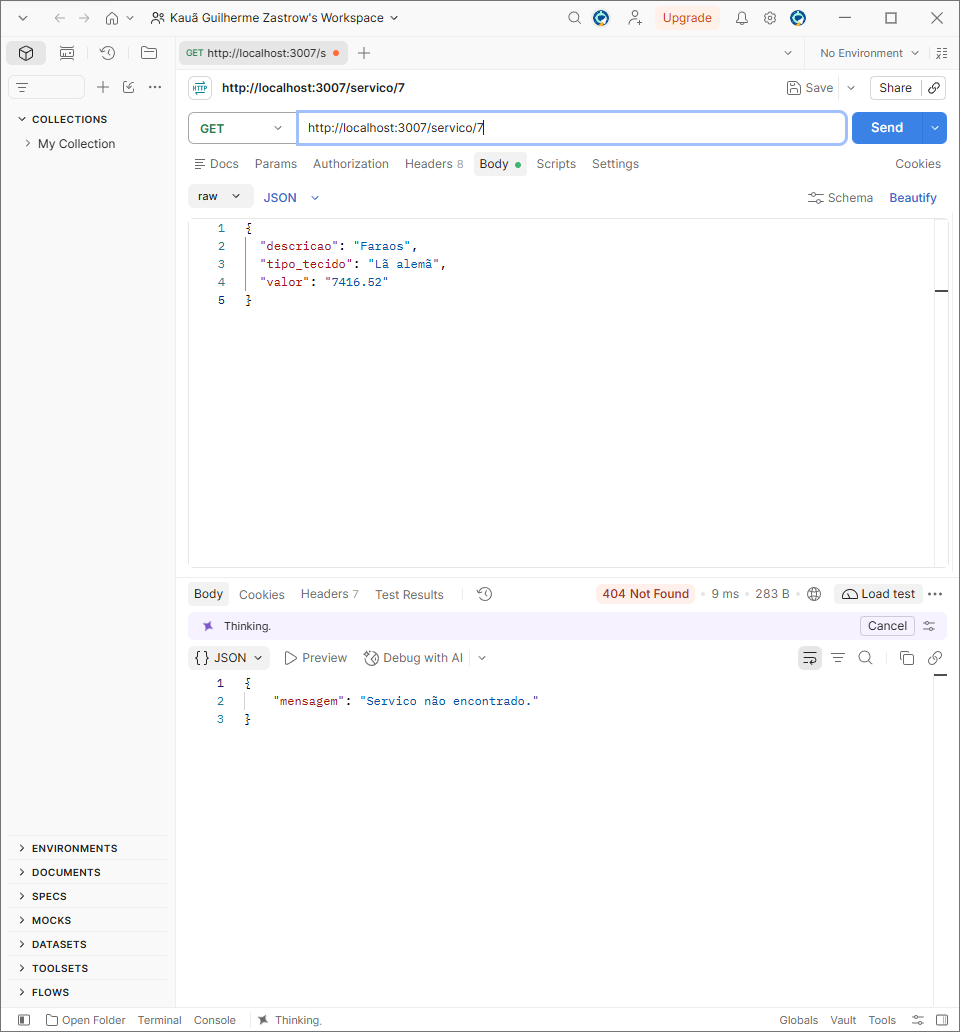 Kauã Guilherme Zastrow's Workspace
Upgrade
GET http://localhost:3007/s
No Environment
COLLECTIONS
My Collection
HTTP
http://localhost:3007/servico/7
Save
Share
GET
http://localhost:3007/servico/7
Send
Docs
Params
Authorization
Headers 8
Body
Scripts
Settings
Cookies
raw
JSON
Schema
Beautify
1 {
2 "descricao": "Faraos",
3 "tipo_tecido": "Lã alemã",
4 "valor": "7416.52"
5 }
Body
Cookies
Headers 7
Test Results
404 Not Found
9 ms
283 B
Load test
Thinking.
Cancel
{} JSON
Preview
Debug with AI
1 {
2 "mensagem": "Servico não encontrado."
3 }
ENVIRONMENTS
DOCUMENTS
SPECS
MOCKS
DATASETS
TOOLSETS
FLOWS
Open Folder
Terminal
Console
Thinking.
Globals
Vault
Tools